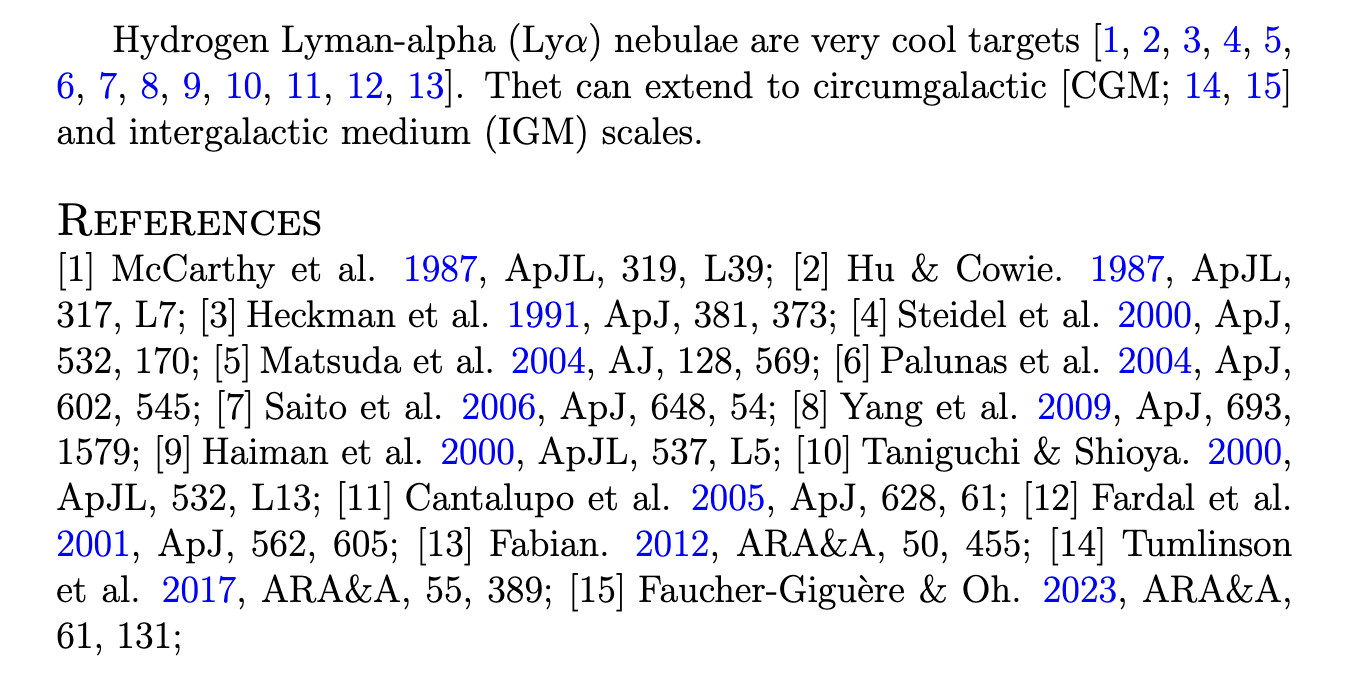 Hydrogen Lyman-alpha (Lyα) nebulae are very cool targets [1, 2, 3, 4, 5,
6, 7, 8, 9, 10, 11, 12, 13]. Thet can extend to circumgalactic [CGM; 14, 15]
and intergalactic medium (IGM) scales.
References
[1] McCarthy et al. 1987, ApJL, 319, L39; [2] Hu & Cowie. 1987, ApJL,
317, L7; [3] Heckman et al. 1991, ApJ, 381, 373; [4] Steidel et al. 2000, ApJ,
532, 170; [5] Matsuda et al. 2004, AJ, 128, 569; [6] Palunas et al. 2004, ApJ,
602, 545; [7] Saito et al. 2006, ApJ, 648, 54; [8] Yang et al. 2009, ApJ, 693,
1579; [9] Haiman et al. 2000, ApJL, 537, L5; [10] Taniguchi & Shioya. 2000,
ApJL, 532, L13; [11] Cantalupo et al. 2005, ApJ, 628, 61; [12] Fardal et al.
2001, ApJ, 562, 605; [13] Fabian. 2012, ARA&A, 50, 455; [14] Tumlinson
et al. 2017, ARA&A, 55, 389; [15] Faucher-Giguère & Oh. 2023, ARA&A,
61, 131;